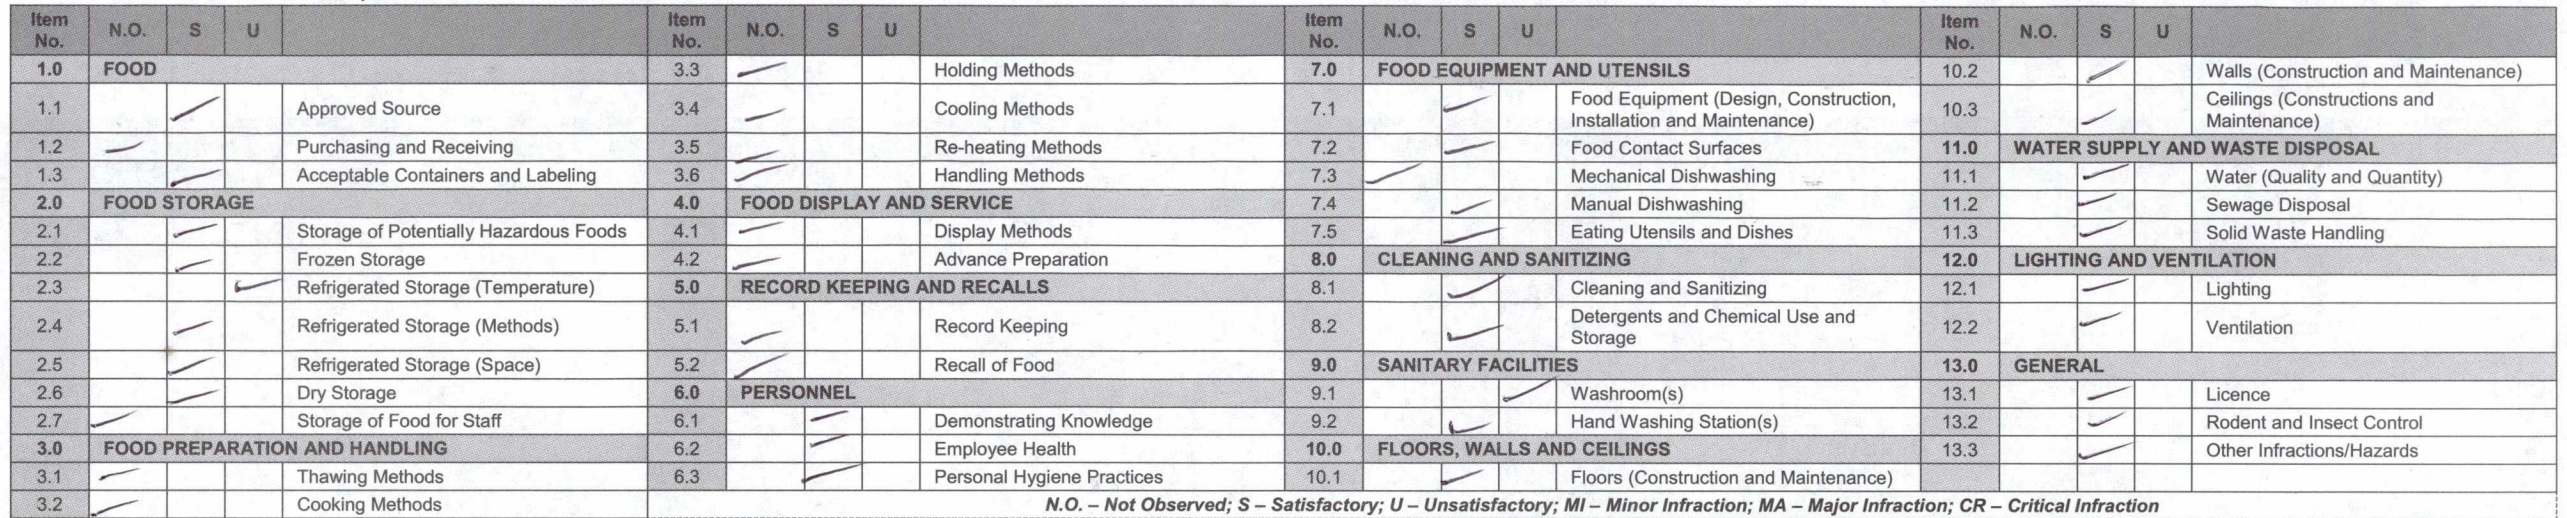 Item No. N.O. S U Item No. N.O. S U Item No. N.O. S U Item No. N.O. S U
1.0 FOOD
1.1 ✓ Approved Source
1.2 ✓ Purchasing and Receiving
1.3 ✓ Acceptable Containers and Labeling
2.0 FOOD STORAGE
2.1 ✓ Storage of Potentially Hazardous Foods
2.2 ✓ Frozen Storage
2.3 ✓ Refrigerated Storage (Temperature)
2.4 ✓ Refrigerated Storage (Methods)
2.5 ✓ Refrigerated Storage (Space)
2.6 ✓ Dry Storage
2.7 ✓ Storage of Food for Staff
3.0 FOOD PREPARATION AND HANDLING
3.1 ✓ Thawing Methods
3.2 ✓ Cooking Methods
3.3 ✓ Holding Methods
3.4 ✓ Cooling Methods
3.5 ✓ Re-heating Methods
3.6 ✓ Handling Methods
4.0 FOOD DISPLAY AND SERVICE
4.1 ✓ Display Methods
4.2 ✓ Advance Preparation
5.0 RECORD KEEPING AND RECALLS
5.1 ✓ Record Keeping
5.2 ✓ Recall of Food
6.0 PERSONNEL
6.1 ✓ Demonstrating Knowledge
6.2 ✓ Employee Health
6.3 ✓ Personal Hygiene Practices
7.0 FOOD EQUIPMENT AND UTENSILS
7.1 ✓ Food Equipment (Design, Construction,
Installation and Maintenance)
7.2 ✓ Food Contact Surfaces
7.3 ✓ Mechanical Dishwashing
7.4 ✓ Manual Dishwashing
7.5 ✓ Eating Utensils and Dishes
8.0 CLEANING AND SANITIZING
8.1 ✓ Cleaning and Sanitizing
8.2 ✓ Detergents and Chemical Use and
Storage
9.0 SANITARY FACILITIES
9.1 ✓ Washroom(s)
9.2 ✓ Hand Washing Station(s)
10.0 FLOORS, WALLS AND CEILINGS
10.1 ✓ Floors (Construction and Maintenance)
10.2 ✓ Walls (Construction and Maintenance)
10.3 ✓ Ceilings (Constructions and
Maintenance)
11.0 WATER SUPPLY AND WASTE DISPOSAL
11.1 ✓ Water (Quality and Quantity)
11.2 ✓ Sewage Disposal
11.3 ✓ Solid Waste Handling
12.0 LIGHTING AND VENTILATION
12.1 ✓ Lighting
12.2 ✓ Ventilation
13.0 GENERAL
13.1 ✓ Licence
13.2 ✓ Rodent and Insect Control
13.3 ✓ Other Infractions/Hazards
N.O. – Not Observed; S – Satisfactory; U – Unsatisfactory; MI – Minor Infraction; MA – Major Infraction; CR – Critical Infraction